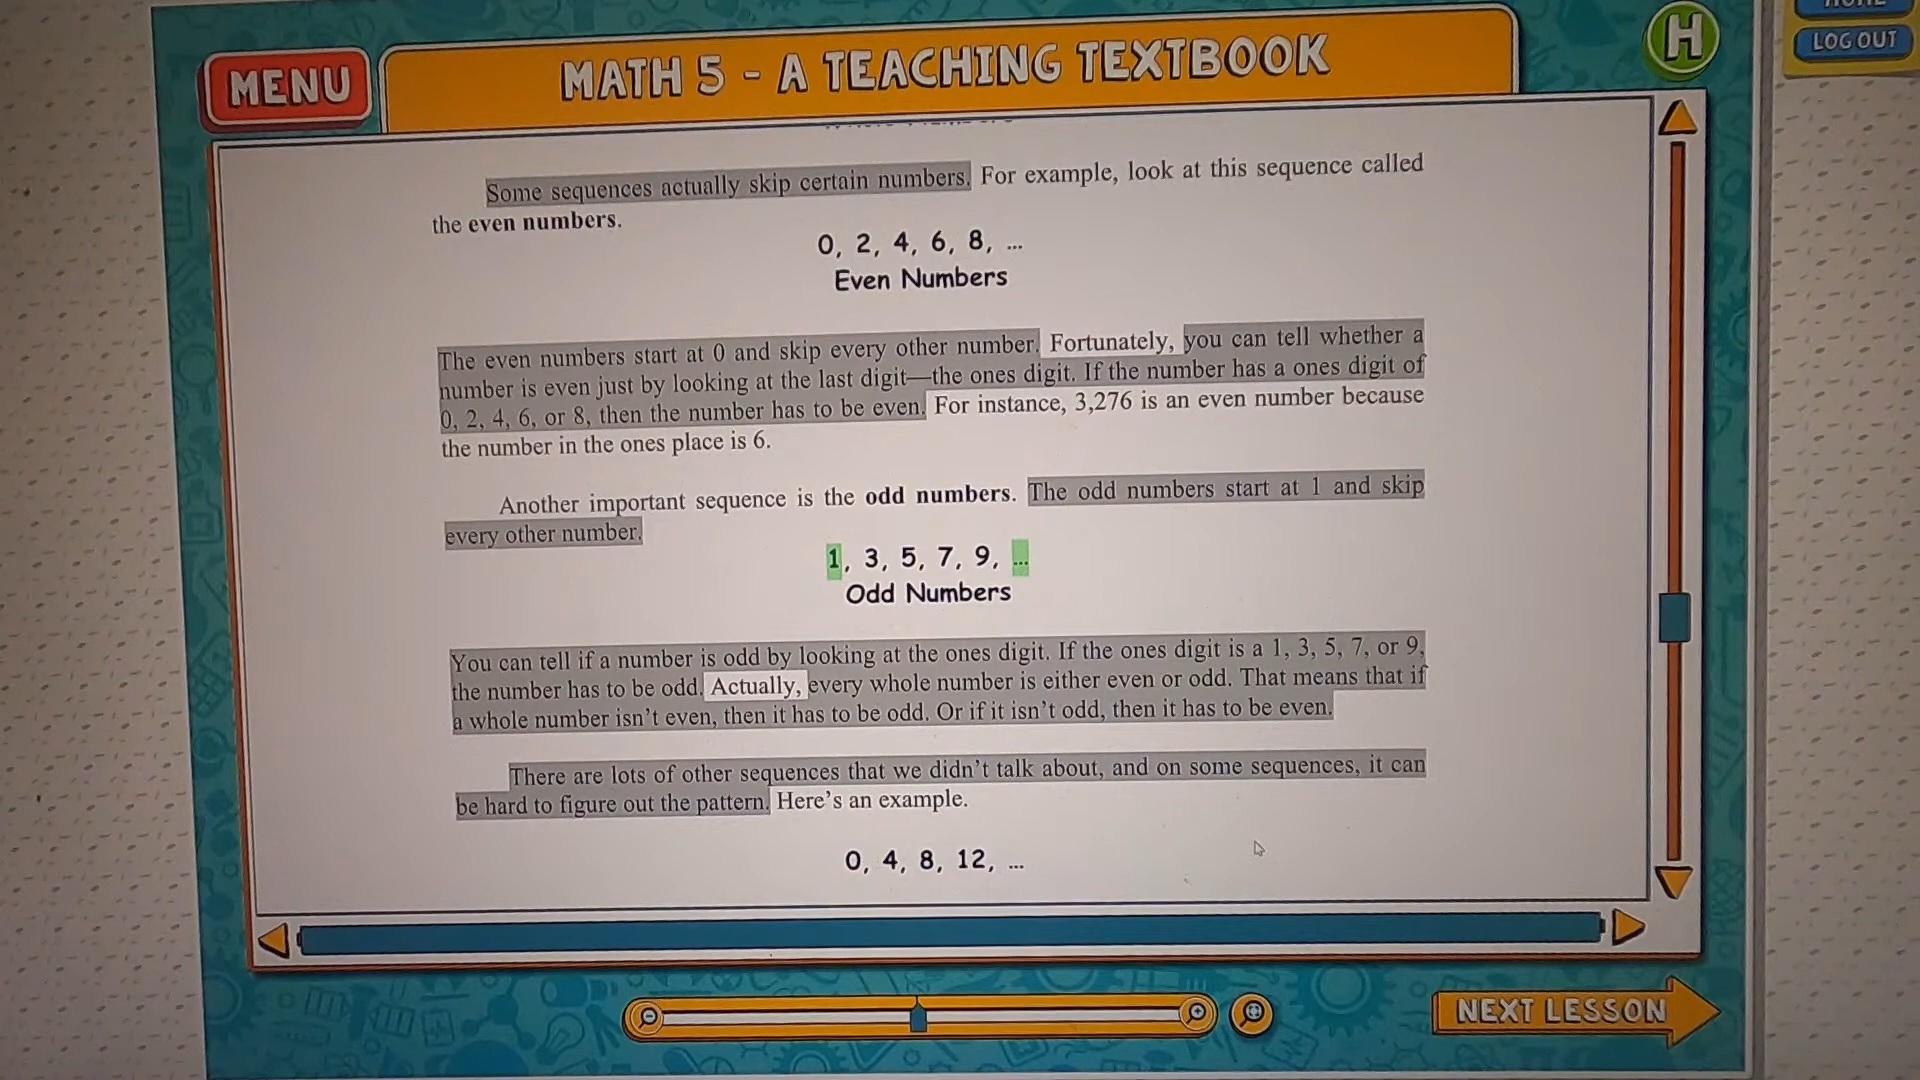 LOG OUT
MENU
MATH 5 - A TEACHING TEXTBOOK
H
Some sequences actually skip certain numbers. For example, look at this sequence called
the even numbers.
0, 2, 4, 6, 8, ...
Even Numbers
The even numbers start at 0 and skip every other number. Fortunately, you can tell whether a
number is even just by looking at the last digit—the ones digit. If the number has a ones digit of
0, 2, 4, 6, or 8, then the number has to be even. For instance, 3,276 is an even number because
the number in the ones place is 6.
Another important sequence is the odd numbers. The odd numbers start at 1 and skip
every other number.
1, 3, 5, 7, 9, ...
Odd Numbers
You can tell if a number is odd by looking at the ones digit. If the ones digit is a 1, 3, 5, 7, or 9,
the number has to be odd. Actually, every whole number is either even or odd. That means that if
a whole number isn't even, then it has to be odd. Or if it isn't odd, then it has to be even.
There are lots of other sequences that we didn't talk about, and on some sequences, it can
be hard to figure out the pattern. Here's an example.
0, 4, 8, 12, ...
NEXT LESSON